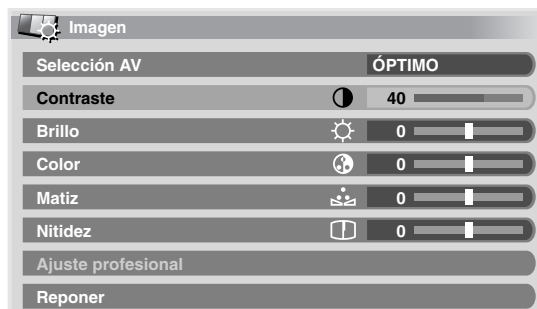 Imagen
Selección AV ÓPTIMO
Contraste 40
Brillo 0
Color 0
Matiz 0
Nitidez 0
Ajuste profesional
Reponer